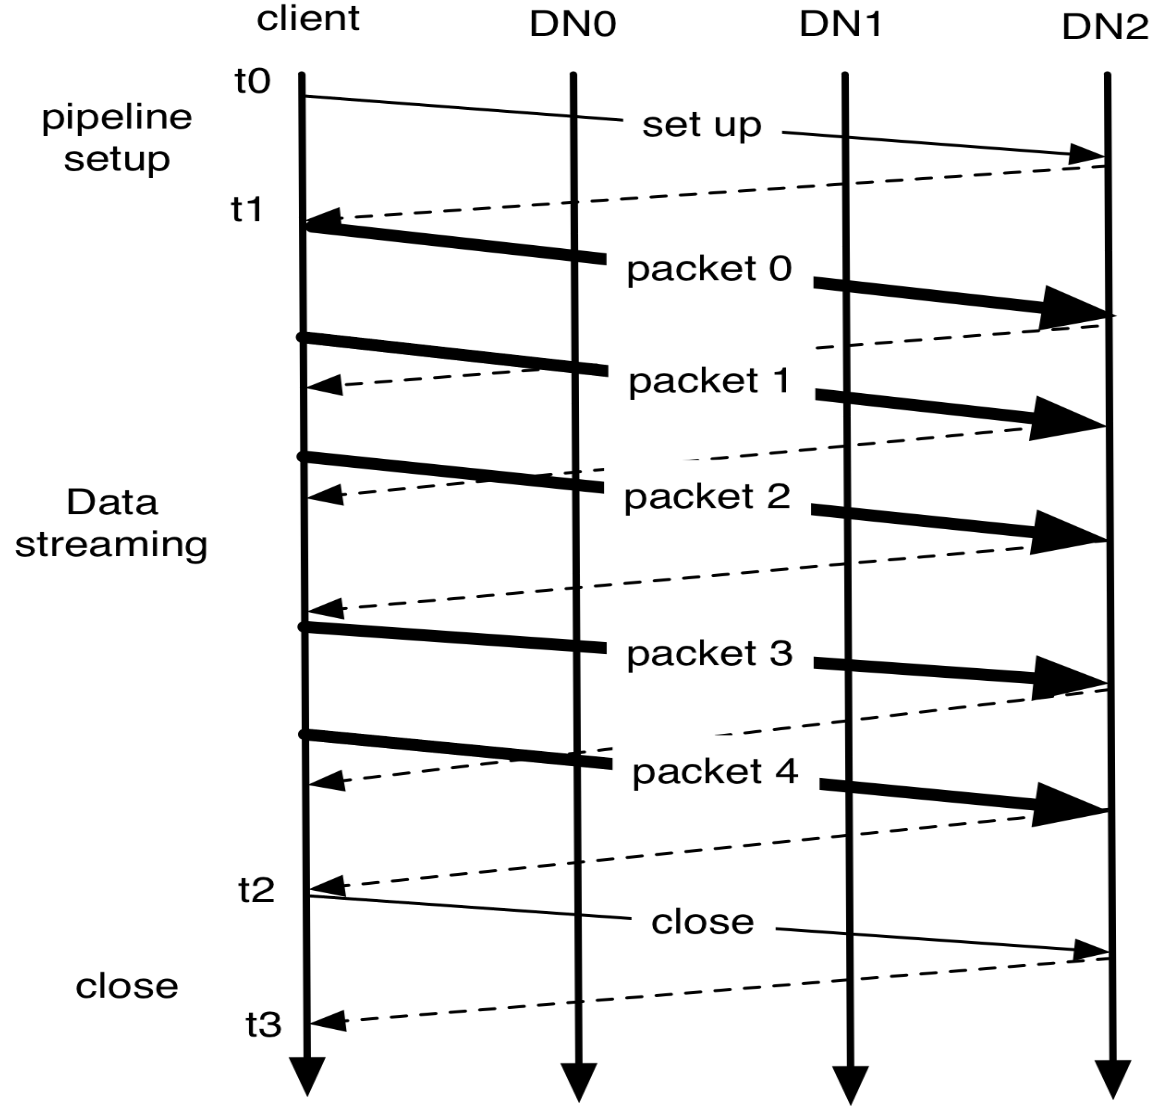 client
DN0
DN1
DN2
t0
pipeline
setup
set up
t1
packet 0
packet 1
packet 2
Data
streaming
packet 3
packet 4
t2
close
close
t3